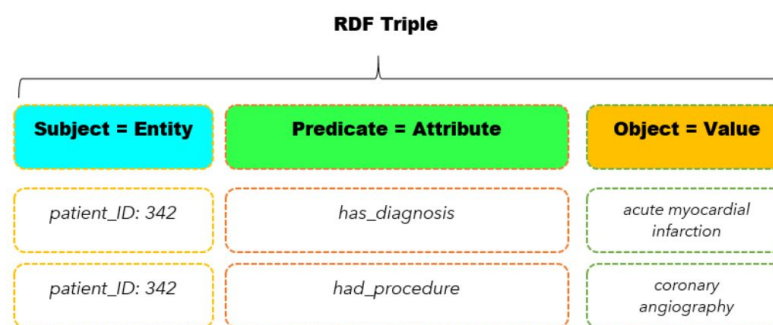 RDF Triple
Subject = Entity Predicate = Attribute Object = Value
patient_ID: 342 has_diagnosis acute myocardial
infarction
patient_ID: 342 had_procedure coronary
angiography